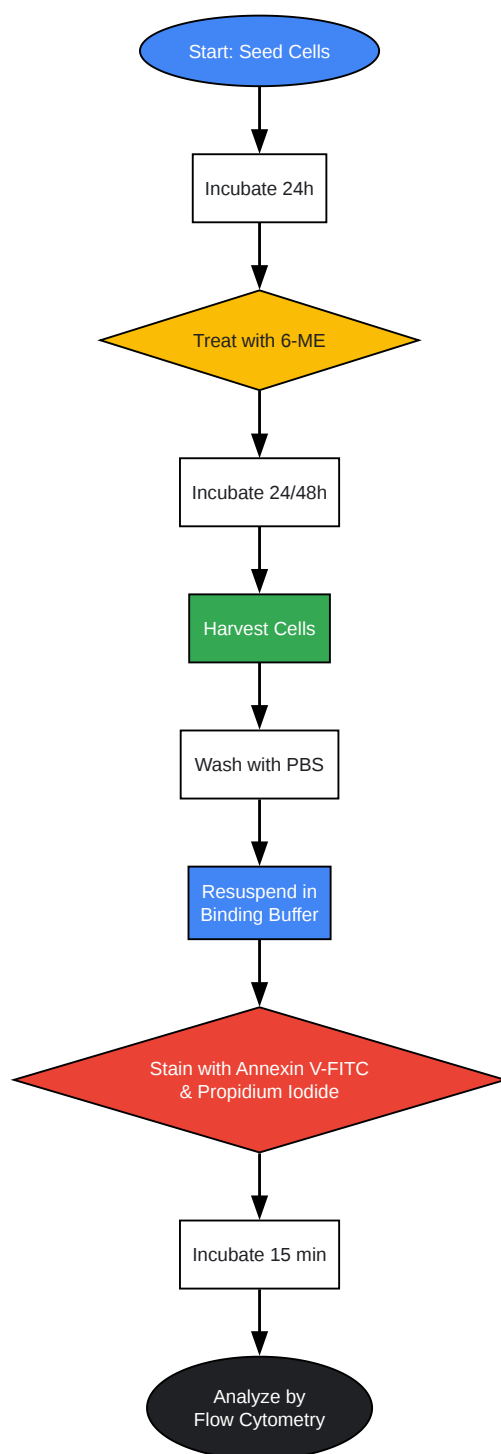 Start: Seed Cells
Incubate 24h
Treat with 6-ME
Incubate 24/48h
Harvest Cells
Wash with PBS
Resuspend in
Binding Buffer
Stain with Annexin V-FITC
& Propidium Iodide
Incubate 15 min
Analyze by
Flow Cytometry